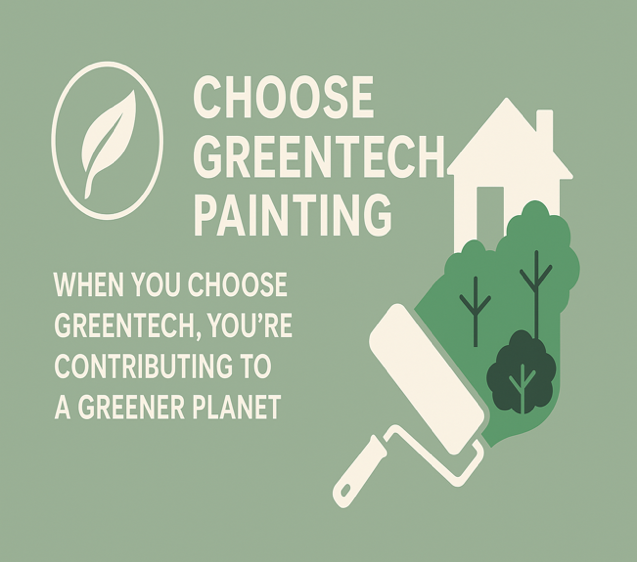 CHOOSE
GREENTECH
PAINTING
WHEN YOU CHOOSE
GREENTECH, YOU'RE
CONTRIBUTING TO
A GREENER PLANET